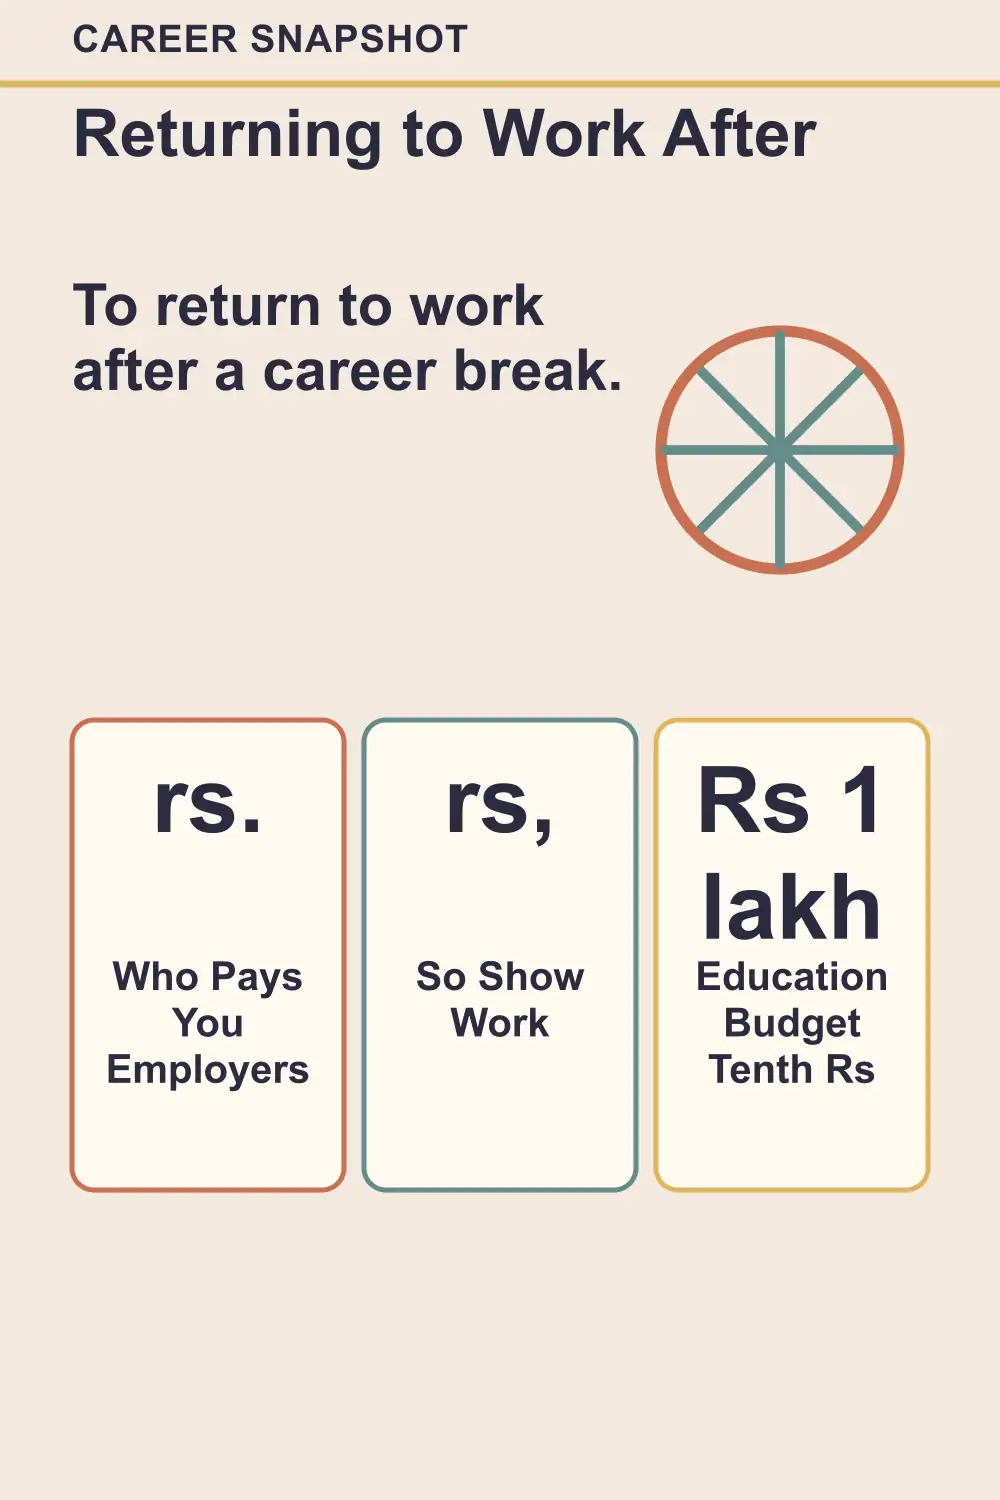 CAREER SNAPSHOT
Returning to Work After
To return to work
after a career break.
rs.
Who Pays
You
Employers
rs,
So Show
Work
Rs 1
lakh
Education
Budget
Tenth Rs